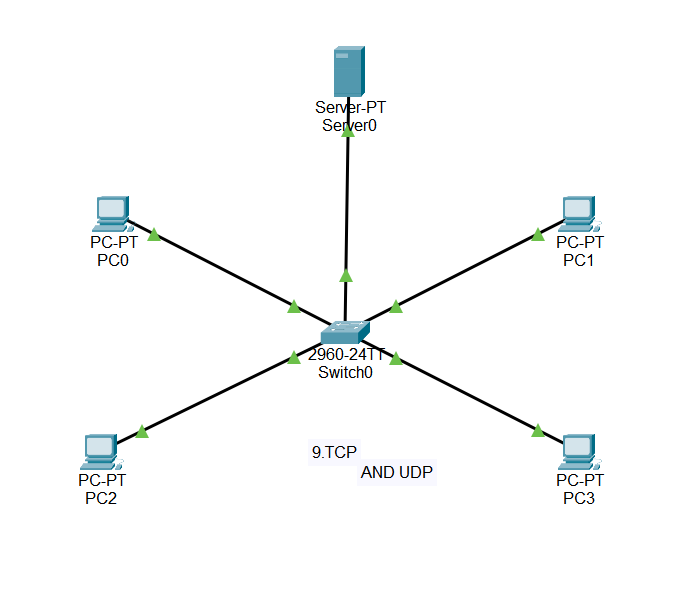 Server-PT
Server0
PC-PT
PC0
PC-PT
PC1
2960-24TT
Switch0
9.TCP
AND UDP
PC-PT
PC2
PC-PT
PC3